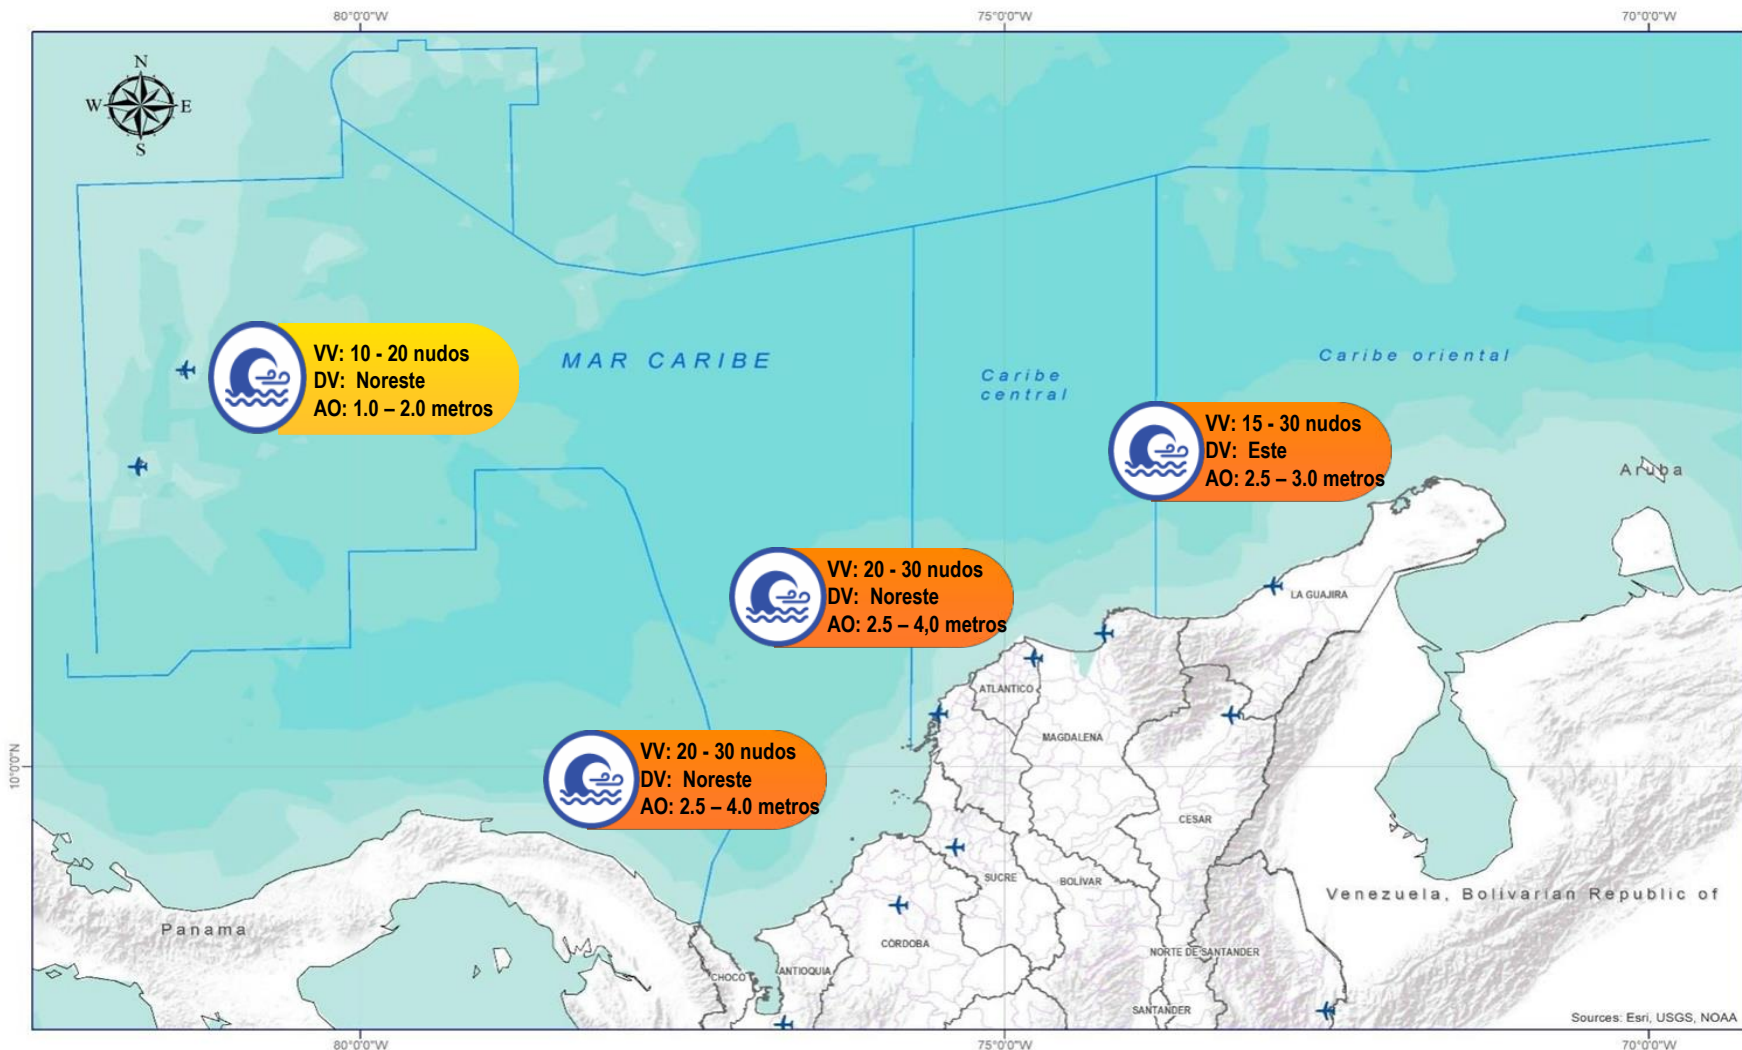 80°0'0"W
75°0'0"W
70°0'0"W
N
W
E
S
VV: 10 - 20 nudos
DV: Noreste
AO: 1.0 – 2.0 metros
MAR CARIBE
Caribe
central
Caribe oriental
VV: 15 - 30 nudos
DV: Este
AO: 2.5 – 3.0 metros
Aruba
VV: 20 - 30 nudos
DV: Noreste
AO: 2.5 – 4,0 metros
LA GUAJIRA
ATLANTICO
MAGDALENA
VV: 20 - 30 nudos
DV: Noreste
AO: 2.5 – 4.0 metros
10°0'0"N
CESAR
SUCRE
BOLÍVAR
Venezuela, Bolivarian Republic of
Panama
CÓRDOBA
NORTE DE SANTANDER
CHOCO
ANTIOQUIA
SANTANDER
Sources: Esri, USGS, NOAA
80°0'0"W
75°0'0"W
70°0'0"W